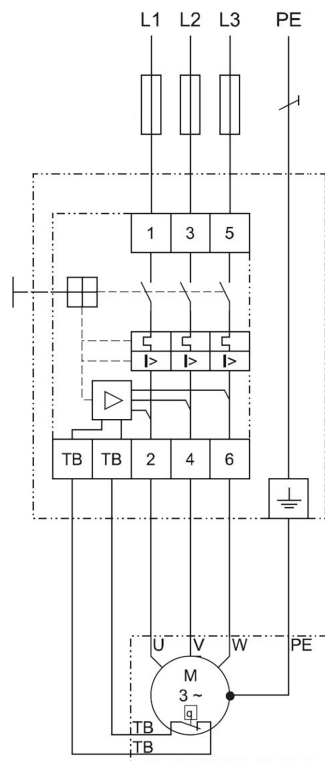 L1 L2 L3 PE
1 3 5
I> I> I>
TB TB 2 4 6
U V W PE
M
3 ~
q
TB
TB